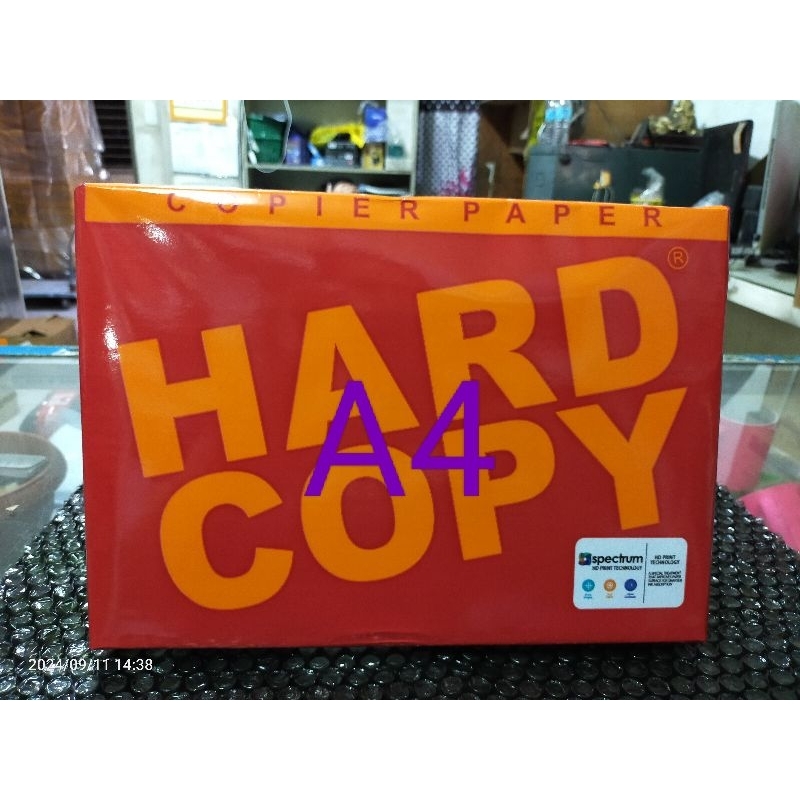 COPIER PAPER
HARD ®
COPY
A4
spectrum
HD PRINT TECHNOLOGY
HD PRINT
TECHNOLOGY
2024/09/11 14:38